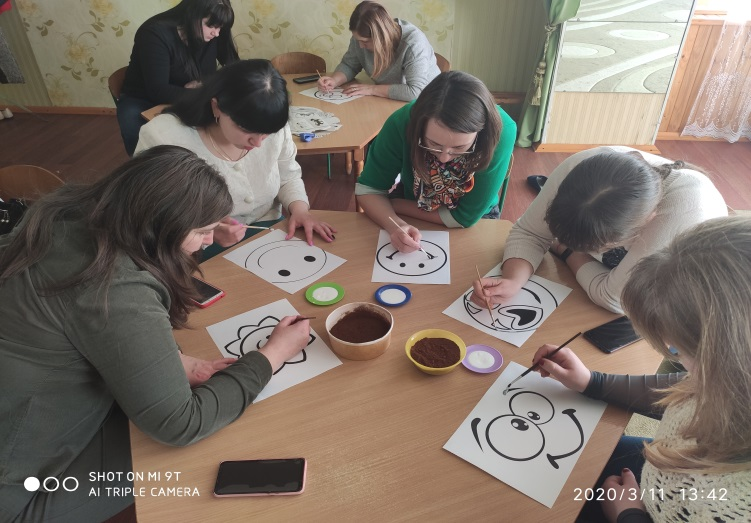 SHOT ON MI 9T
AI TRIPLE CAMERA
2020/3/11 13:42